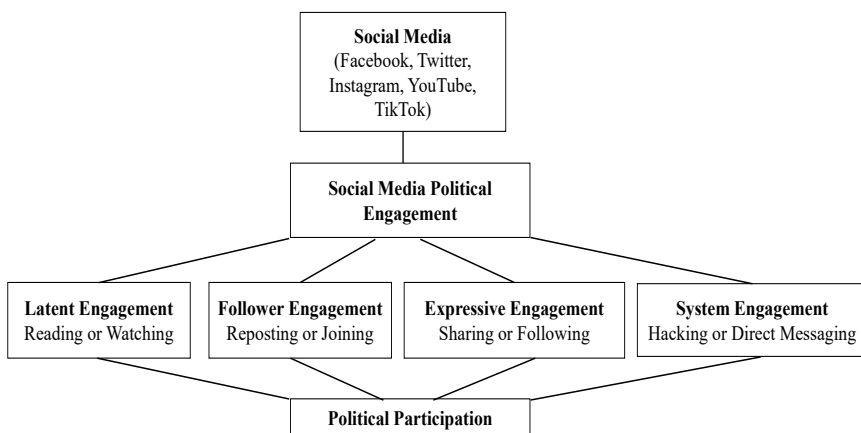 Social Media
(Facebook, Twitter,
Instagram, YouTube,
TikTok)
Social Media Political
Engagement
Latent Engagement
Reading or Watching
Follower Engagement
Reposting or Joining
Expressive Engagement
Sharing or Following
System Engagement
Hacking or Direct Messaging
Political Participation